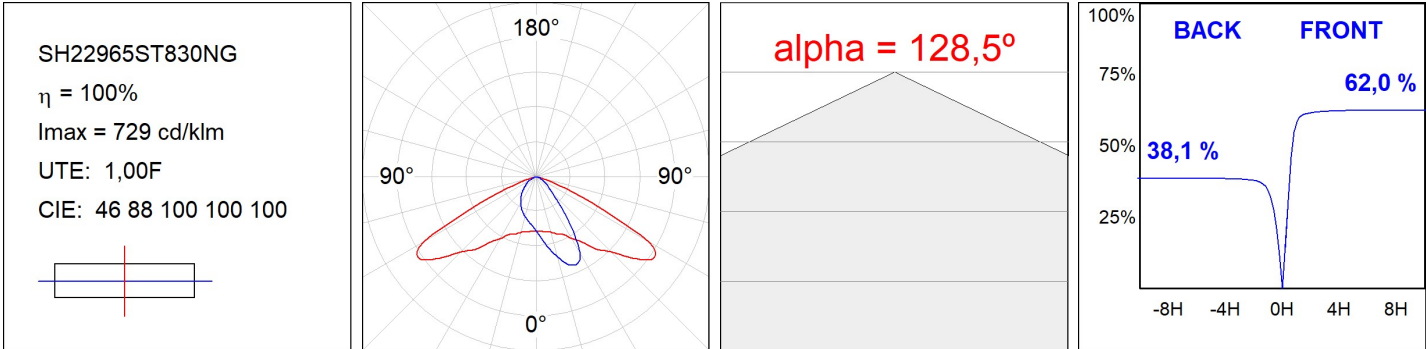 SH22965ST830NG
η = 100%
Imax = 729 cd/klm
UTE: 1,00F
CIE: 46 88 100 100 100
180°
90°
90°
0°
alpha = 128,5º
100%
BACK
FRONT
75%
62,0 %
50%
38,1 %
25%
-8H
-4H
0H
4H
8H